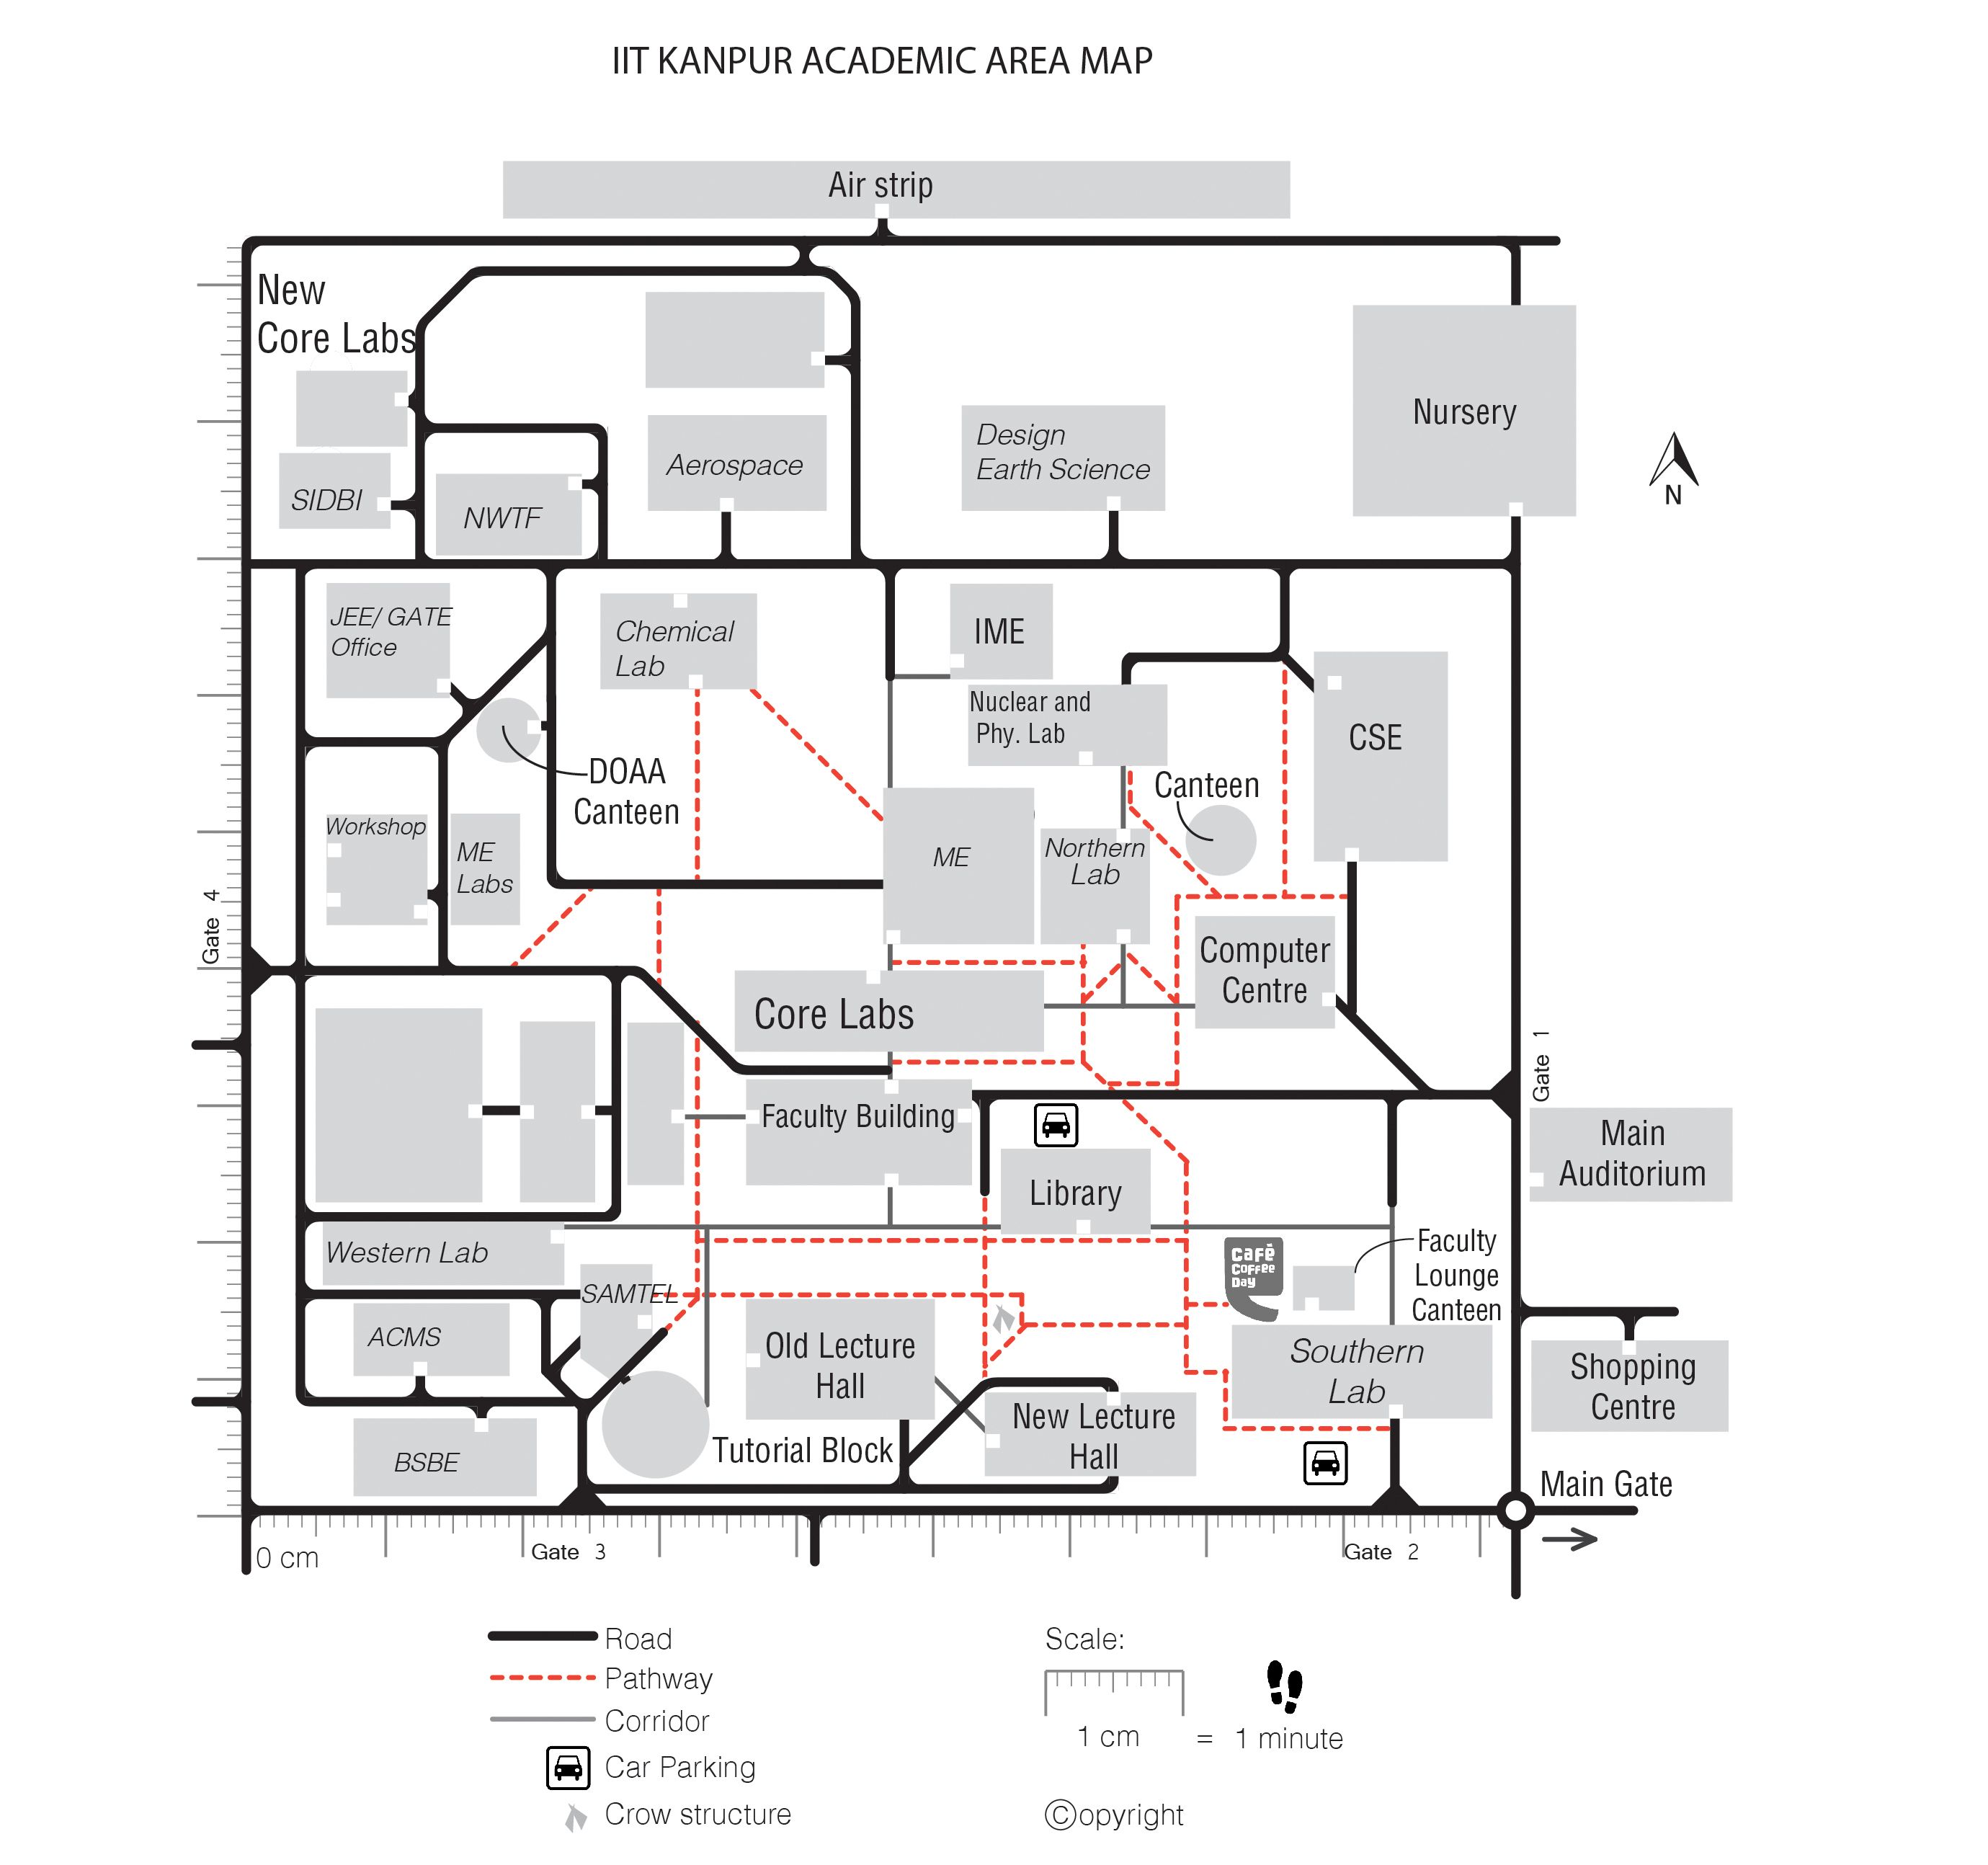 IIT KANPUR ACADEMIC AREA MAP
Air strip
New
Core Labs
Nursery
Design
Earth Science
Aerospace
SIDBI
NWTF
N
JEE/ GATE
Office
Chemical
Lab
IME
Nuclear and
Phy. Lab
CSE
DOAA
Canteen
Canteen
Workshop
ME
Labs
ME
Northern
Lab
Gate 4
Computer
Centre
Core Labs
Gate 1
Faculty Building
Main
Auditorium
Library
Western Lab
Café
Coffee
Day
Faculty
Lounge
Canteen
SAMTEL
ACMS
Old Lecture
Hall
Southern
Lab
Shopping
Centre
New Lecture
Hall
Tutorial Block
BSBE
Main Gate
0 cm
Gate 3
Gate 2
Road
Pathway
Corridor
Car Parking
Crow structure
Scale:
1 cm = 1 minute
©opyright